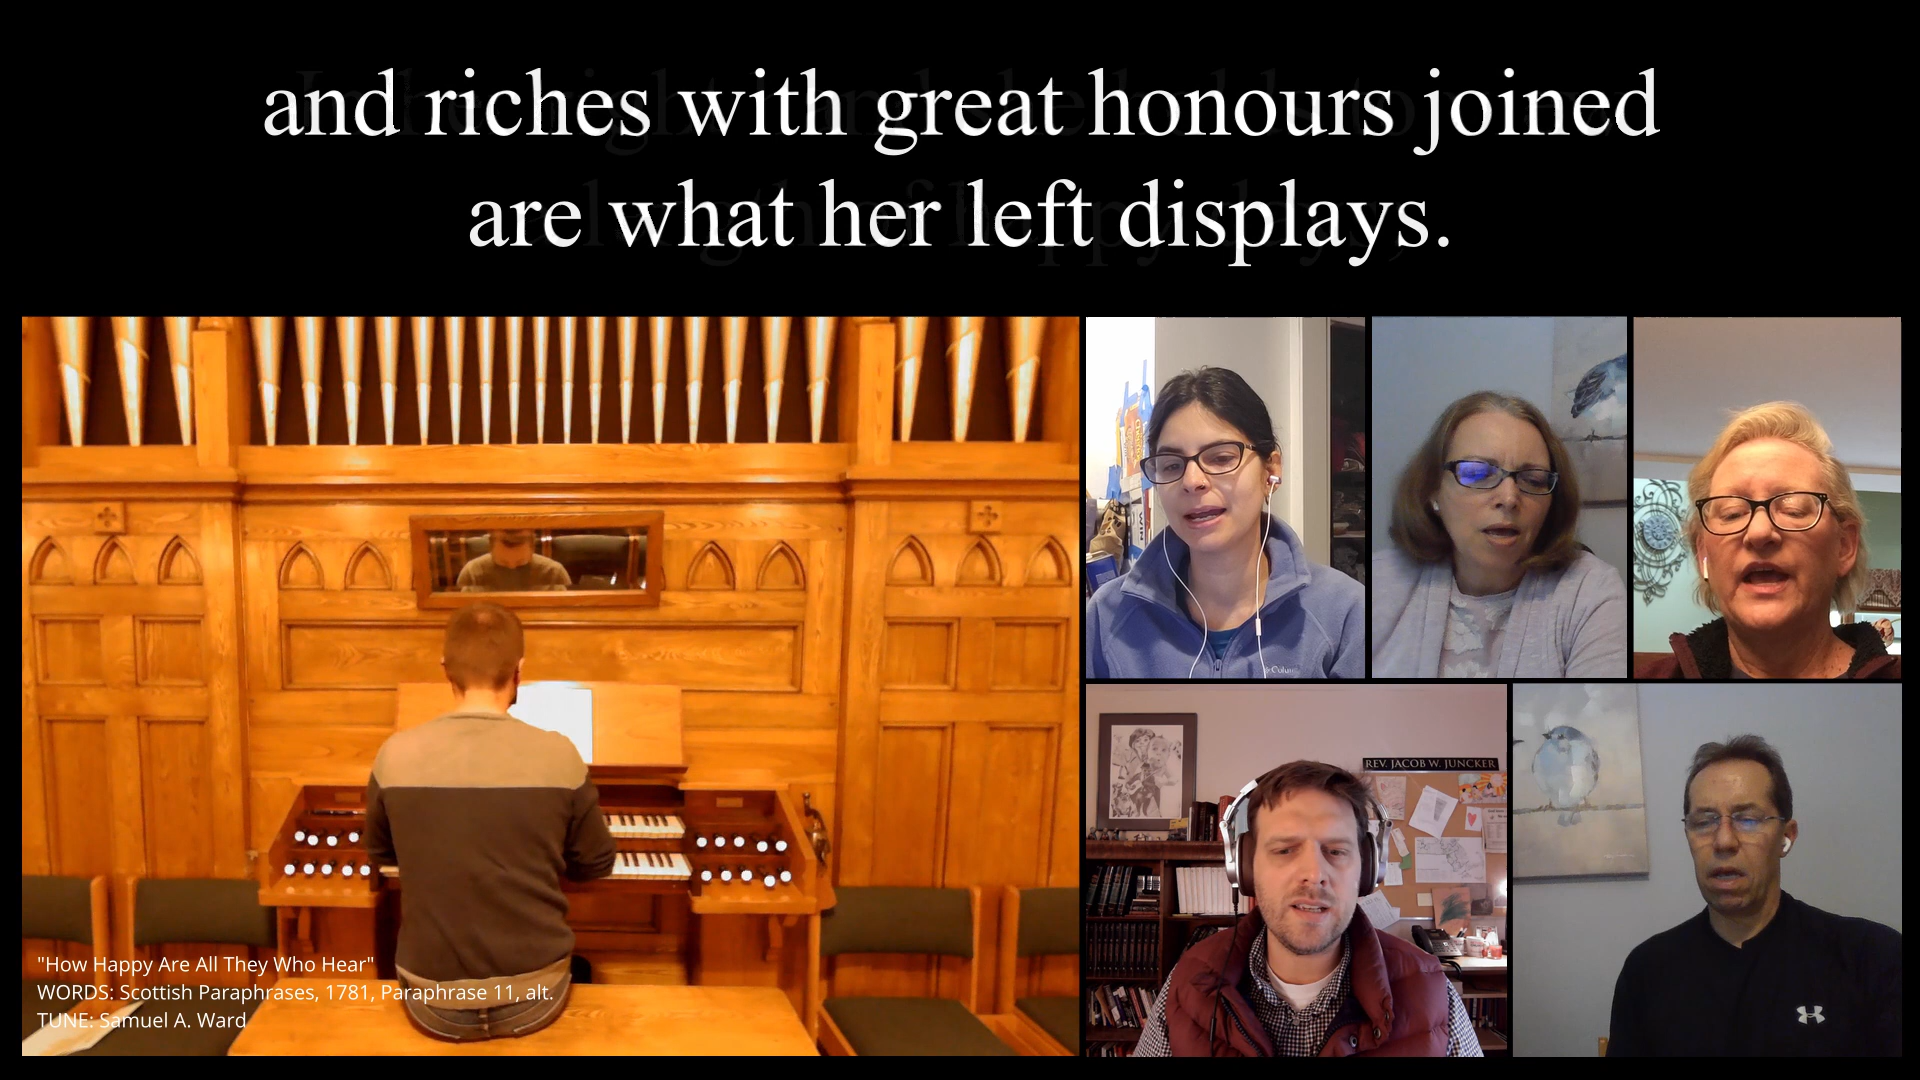 and riches with great honours joined
are what her left displays.
"How Happy Are All They Who Hear"
WORDS: Scottish Paraphrases, 1781, Paraphrase 11, alt.
TUNE: Samuel A. Ward
REV. JACOB W. JUNCKER